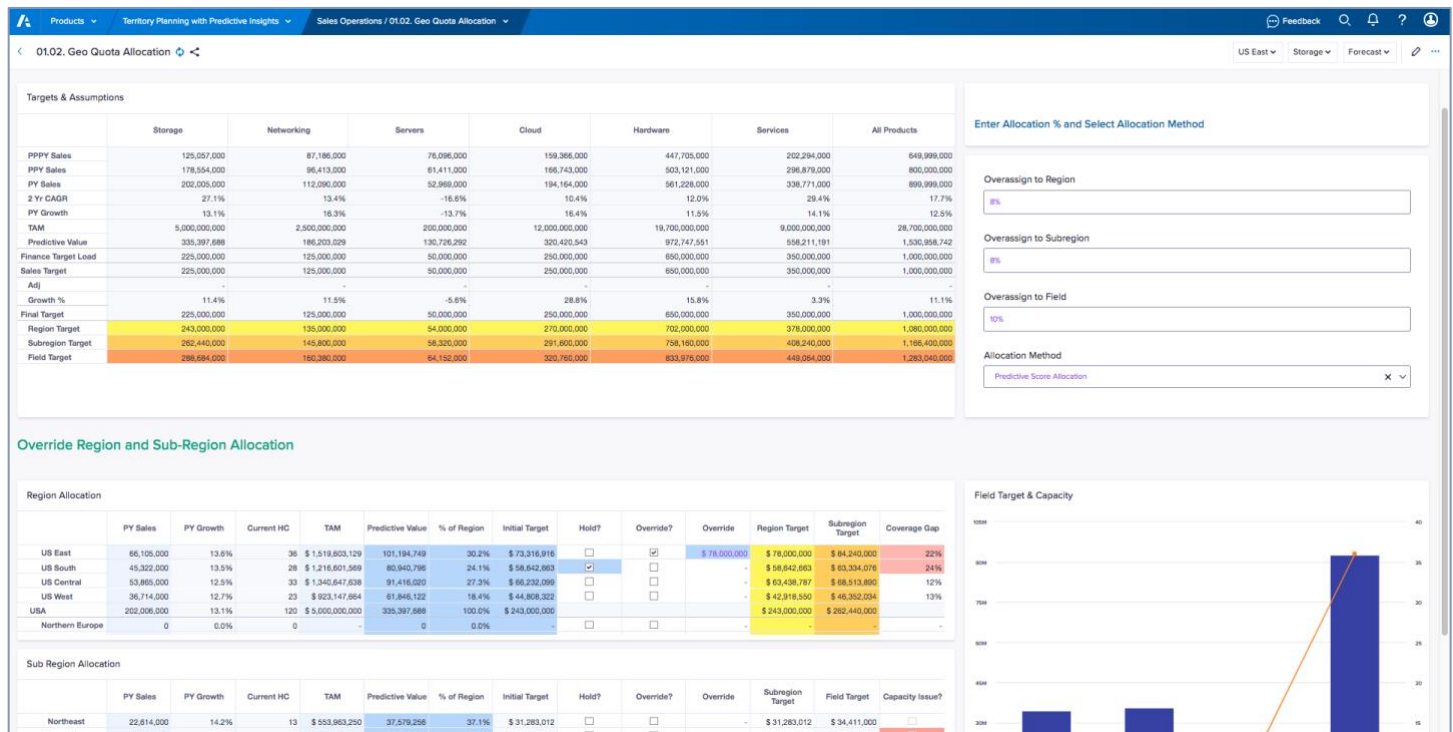 Products Territory Planning with Predictive Insights Sales Operations / 01.02. Geo Quota Allocation Feedback ?
01.02. Geo Quota Allocation US East Storage Forecast
Targets & Assumptions
Storage Networking Servers Cloud Hardware Services All Products
PPPY Sales 125,057,000 87,186,000 76,096,000 159,366,000 447,705,000 202,294,000 649,999,000
PPY Sales 178,554,000 96,413,000 61,411,000 166,743,000 503,121,000 296,879,000 800,000,000
PY Sales 202,005,000 112,090,000 52,969,000 194,164,000 561,228,000 338,771,000 899,999,000
2 Yr CAGR 27.1% 13.4% -16.6% 10.4% 12.0% 29.4% 17.7%
PY Growth 13.1% 16.3% -13.7% 16.4% 11.5% 14.1% 12.5%
TAM 5,000,000,000 2,500,000,000 200,000,000 12,000,000,000 19,700,000,000 9,000,000,000 28,700,000,000
Predictive Value 335,397,688 186,203,029 130,726,292 320,420,543 972,747,551 558,211,191 1,530,958,742
Finance Target Load 225,000,000 125,000,000 50,000,000 250,000,000 650,000,000 350,000,000 1,000,000,000
Sales Target 225,000,000 125,000,000 50,000,000 250,000,000 650,000,000 350,000,000 1,000,000,000
Adj - - - - - - -
Growth % 11.4% 11.5% -5.6% 28.8% 15.8% 3.3% 11.1%
Final Target 225,000,000 125,000,000 50,000,000 250,000,000 650,000,000 350,000,000 1,000,000,000
Region Target 243,000,000 135,000,000 54,000,000 270,000,000 702,000,000 378,000,000 1,080,000,000
Subregion Target 262,440,000 145,800,000 58,320,000 291,600,000 758,160,000 408,240,000 1,166,400,000
Field Target 288,684,000 160,380,000 64,152,000 320,760,000 833,976,000 449,064,000 1,283,040,000
Enter Allocation % and Select Allocation Method
Overassign to Region
8%
Overassign to Subregion
8%
Overassign to Field
10%
Allocation Method
Predictive Score Allocation
Override Region and Sub-Region Allocation
Region Allocation
PY Sales PY Growth Current HC TAM Predictive Value % of Region Initial Target Hold? Override? Override Region Target Subregion Target Coverage Gap
US East 66,105,000 13.6% 36 $ 1,519,603,129 101,194,749 30.2% $ 73,316,916 $ 78,000,000 $ 78,000,000 $ 84,240,000 22%
US South 45,322,000 13.5% 28 $ 1,216,601,569 80,940,796 24.1% $ 58,642,663 - $ 58,642,663 $ 63,334,076 24%
US Central 53,865,000 12.5% 33 $ 1,340,647,638 91,416,020 27.3% $ 66,232,099 - $ 63,438,787 $ 68,513,890 12%
US West 36,714,000 12.7% 23 $ 923,147,664 61,846,122 18.4% $ 44,808,322 - $ 42,918,550 $ 46,352,034 13%
USA 202,006,000 13.1% 120 $ 5,000,000,000 335,397,688 100.0% $ 243,000,000 $ 243,000,000 $ 262,440,000
Northern Europe 0 0.0% 0 - 0 0.0% - - - - -
Sub Region Allocation
PY Sales PY Growth Current HC TAM Predictive Value % of Region Initial Target Hold? Override? Override Subregion Target Field Target Capacity Issue?
Northeast 22,614,000 14.2% 13 $ 553,963,250 37,579,256 37.1% $ 31,283,012 - $ 31,283,012 $ 34,411,000
Field Target & Capacity
105M 40
90M 35
75M 30
60M 25
45M 20
30M 15